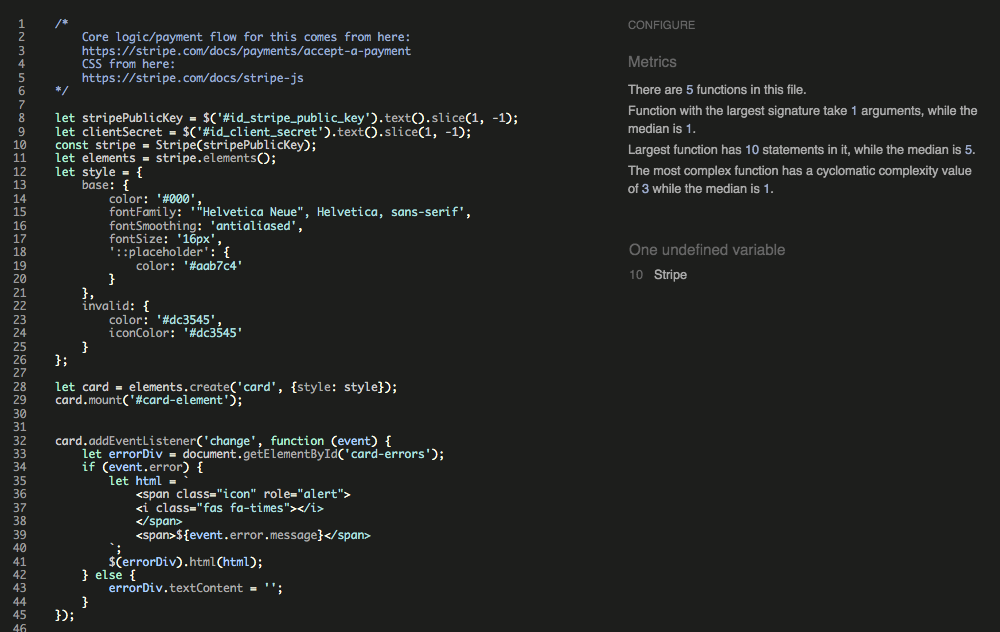 1 /*
2 Core logic/payment flow for this comes from here:
3 https://stripe.com/docs/payments/accept-a-payment
4 CSS from here:
5 https://stripe.com/docs/stripe-js
6 */
7
8 let stripePublicKey = $('#id_stripe_public_key').text().slice(1, -1);
9 let clientSecret = $('#id_client_secret').text().slice(1, -1);
10 const stripe = Stripe(stripePublicKey);
11 let elements = stripe.elements();
12 let style = {
13 base: {
14 color: '#000',
15 fontFamily: '"Helvetica Neue", Helvetica, sans-serif',
16 fontSmoothing: 'antialiased',
17 fontSize: '16px',
18 '::placeholder': {
19 color: '#aab7c4'
20 }
21 },
22 invalid: {
23 color: '#dc3545',
24 iconColor: '#dc3545'
25 }
26 };
27
28 let card = elements.create('card', {style: style});
29 card.mount('#card-element');
30
31
32 card.addEventListener('change', function (event) {
33 let errorDiv = document.getElementById('card-errors');
34 if (event.error) {
35 let html = `
36 <span class="icon" role="alert">
37 <i class="fas fa-times"></i>
38 </span>
39 <span>${event.error.message}</span>
40 `;
41 $(errorDiv).html(html);
42 } else {
43 errorDiv.textContent = '';
44 }
45 });
46
CONFIGURE
Metrics
There are 5 functions in this file.
Function with the largest signature take 1 arguments, while the
median is 1.
Largest function has 10 statements in it, while the median is 5.
The most complex function has a cyclomatic complexity value
of 3 while the median is 1.
One undefined variable
10 Stripe